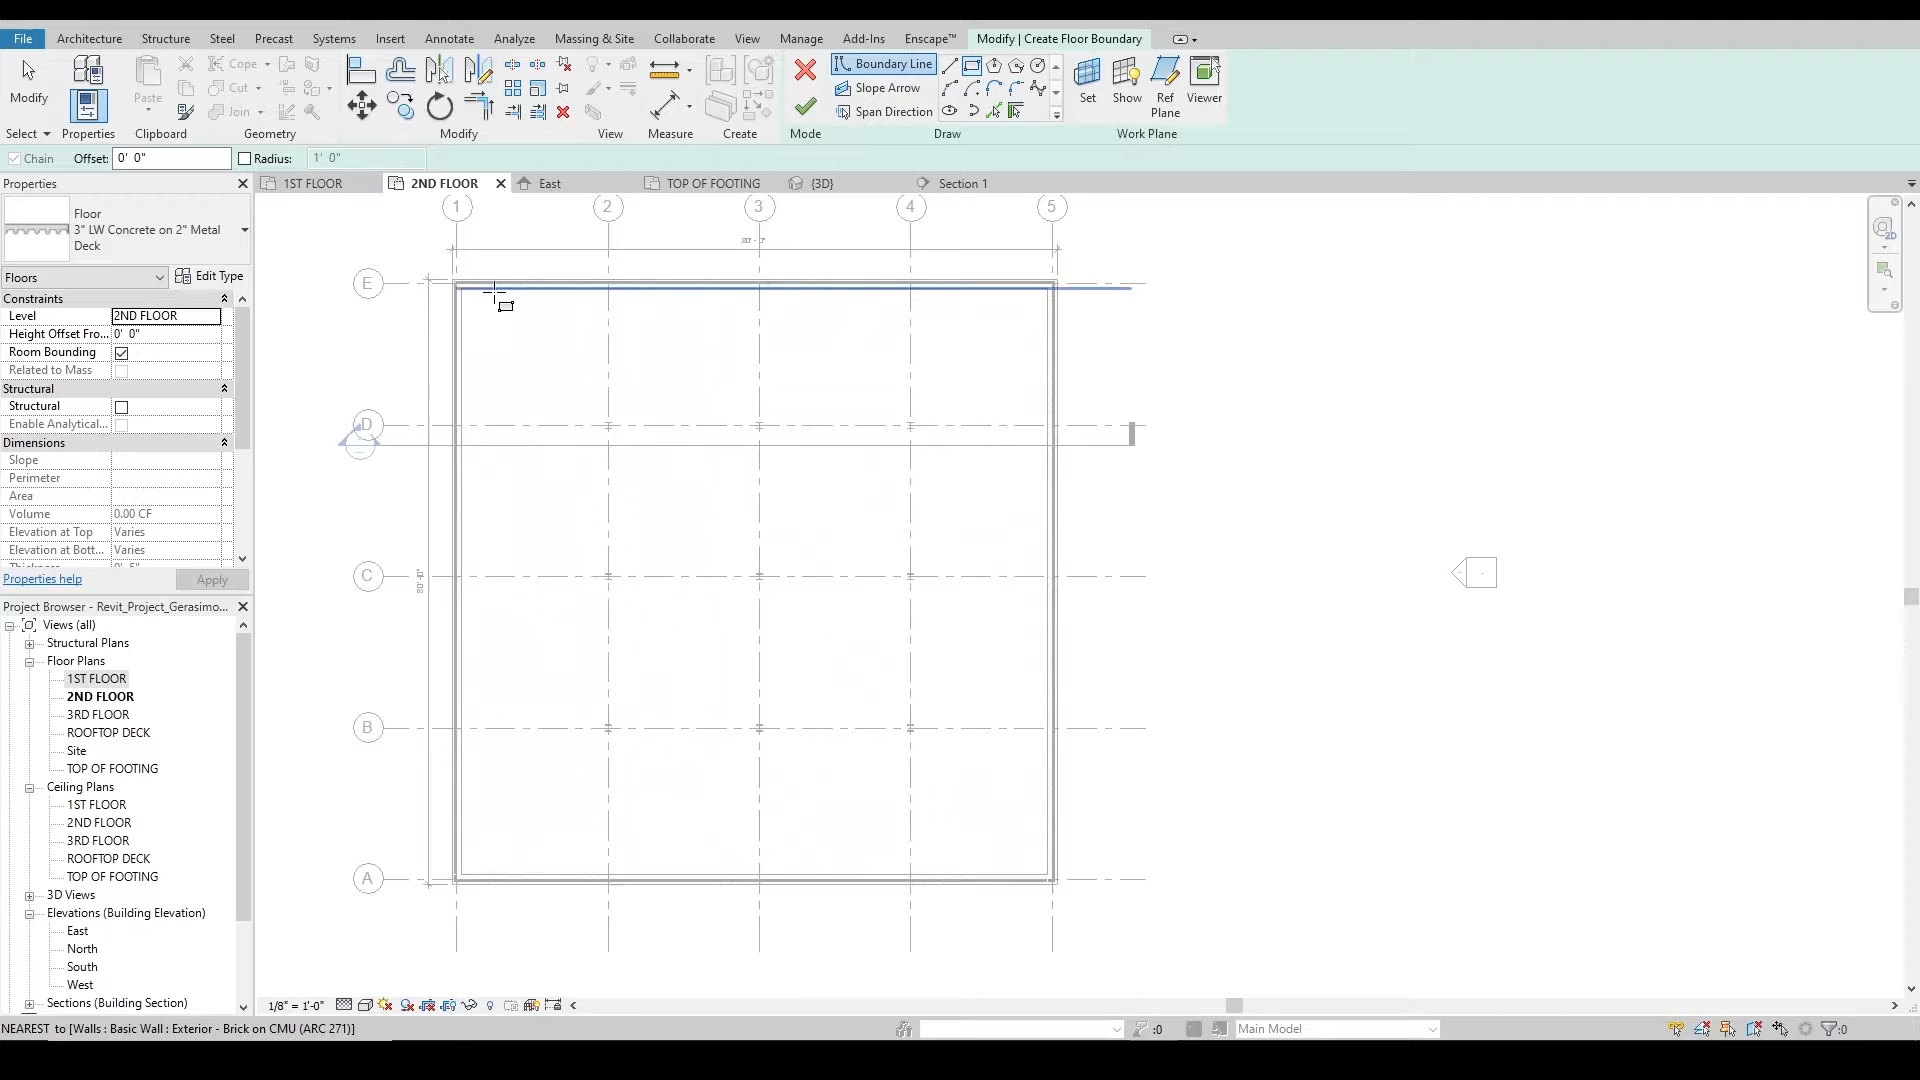 File Architecture Structure Steel Precast Systems Insert Annotate Analyze Massing & Site Collaborate View Manage Add-Ins Enscape™ Modify | Create Floor Boundary
Modify
Paste
Cope
Cut
Join
Boundary Line
Slope Arrow
Span Direction
Set Show Ref Plane Viewer
Select Properties Clipboard Geometry Modify View Measure Create Mode Draw Work Plane
Chain Offset: 0' 0" Radius: 1' 0"
Properties
1ST FLOOR 2ND FLOOR East TOP OF FOOTING {3D} Section 1
Floor
3" LW Concrete on 2" Metal
Deck
Floors Edit Type
Constraints
Level 2ND FLOOR
Height Offset Fro... 0' 0"
Room Bounding
Related to Mass
Structural
Structural
Enable Analytical...
Dimensions
Slope
Perimeter
Area
Volume 0.00 CF
Elevation at Top Varies
Elevation at Bott... Varies
Properties help Apply
Project Browser - Revit_Project_Gerasimo...
Views (all)
Structural Plans
Floor Plans
1ST FLOOR
2ND FLOOR
3RD FLOOR
ROOFTOP DECK
Site
TOP OF FOOTING
Ceiling Plans
1ST FLOOR
2ND FLOOR
3RD FLOOR
ROOFTOP DECK
TOP OF FOOTING
3D Views
Elevations (Building Elevation)
East
North
South
West
Sections (Building Section)
1 2 3 4 5
80' - 0"
E
D
C
B
A
80' - 0"
2D
1/8" = 1'-0"
NEAREST to [Walls : Basic Wall : Exterior - Brick on CMU (ARC 271)]
:0
Main Model
:0